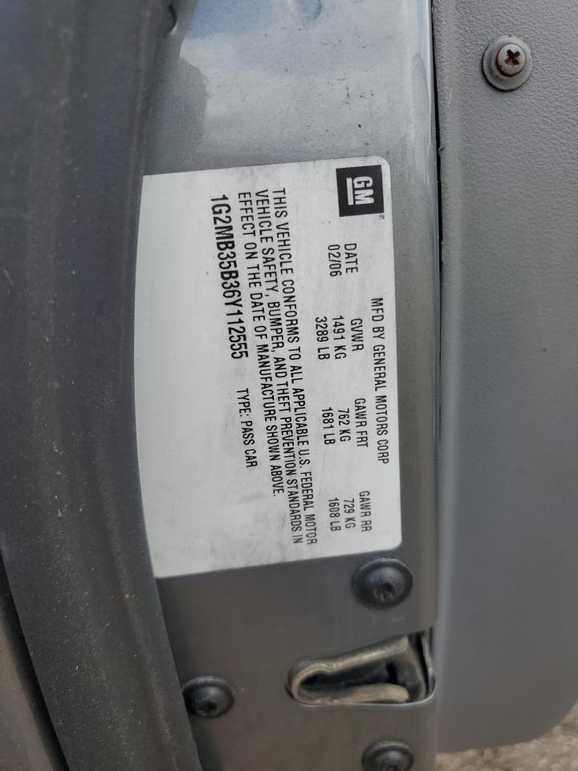 GM
MFD BY GENERAL MOTORS CORP
DATE GVWR GAWR FRT GAWR RR
02/06 1491 KG 762 KG 729 KG
3289 LB 1681 LB 1608 LB
THIS VEHICLE CONFORMS TO ALL APPLICABLE U.S. FEDERAL MOTOR
VEHICLE SAFETY, BUMPER, AND THEFT PREVENTION STANDARDS IN
EFFECT ON THE DATE OF MANUFACTURE SHOWN ABOVE.
1G2MB35B36Y112555 TYPE: PASS CAR